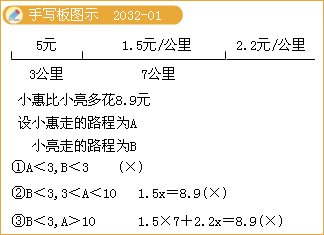 手写板图示 2032-01
5元 1.5元/公里 2.2元/公里
3公里 7公里
小惠比小亮多花8.9元
设小惠走的路程为A
小亮走的路程为B
①A＜3,B＜3 (×)
②B＜3,3＜A＜10 1.5x＝8.9(×)
③B＜3,A＞10 1.5×7＋2.2x＝8.9(×)